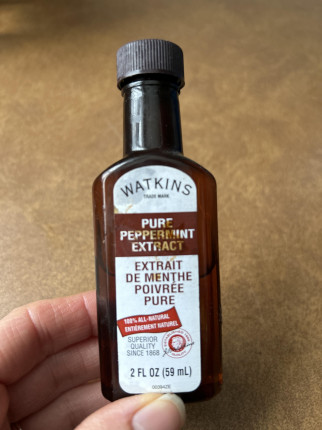 WATKINS
TRADE MARK
PURE
PEPPERMINT
EXTRACT
EXTRAIT
DE MENTHE
POIVRÉE
PURE
100% ALL-NATURAL
ENTIÈREMENT NATUREL
SUPERIOR
QUALITY
SINCE 1868
2 FL OZ (59 mL)